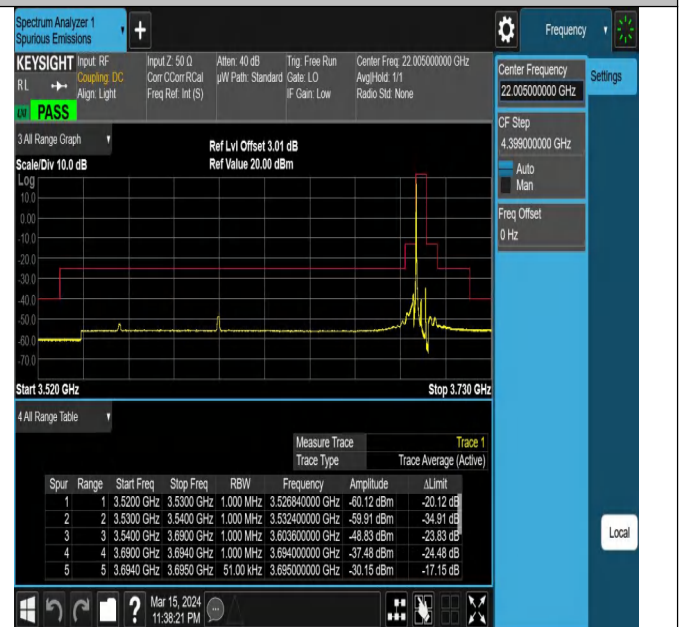 Spectrum Analyzer 1
Spurious Emissions
Frequency
KEYSIGHT Input: RF Input Z: 50 Ω Atten: 40 dB Trig: Free Run Center Freq: 22.005000000 GHz
RL Coupling: DC Corr CCorr RCal µW Path: Standard Gate: LO Avg|Hold: 1/1
Align: Light Freq Ref: Int (S) IF Gain: Low Radio Std: None
LXI PASS
Center Frequency
22.005000000 GHz
Settings
CF Step
4.399000000 GHz
Auto
Man
Freq Offset
0 Hz
3 All Range Graph
Ref Lvl Offset 3.01 dB
Scale/Div 10.0 dB Ref Value 20.00 dBm
Log
10.0
0.00
-10.0
-20.0
-30.0
-40.0
-50.0
-60.0
-70.0
Start 3.520 GHz Stop 3.730 GHz
4 All Range Table
Measure Trace Trace 1
Trace Type Trace Average (Active)
Spur Range Start Freq Stop Freq RBW Frequency Amplitude ΔLimit
1 1 3.5200 GHz 3.5300 GHz 1.000 MHz 3.526840000 GHz -60.12 dBm -20.12 dB
2 2 3.5300 GHz 3.5400 GHz 1.000 MHz 3.532400000 GHz -59.91 dBm -34.91 dB
3 3 3.5400 GHz 3.6900 GHz 1.000 MHz 3.603600000 GHz -48.83 dBm -23.83 dB
4 4 3.6900 GHz 3.6940 GHz 1.000 MHz 3.694000000 GHz -37.48 dBm -24.48 dB
5 5 3.6940 GHz 3.6950 GHz 51.00 kHz 3.695000000 GHz -30.15 dBm -17.15 dB
Local
Mar 15, 2024
11:38:21 PM